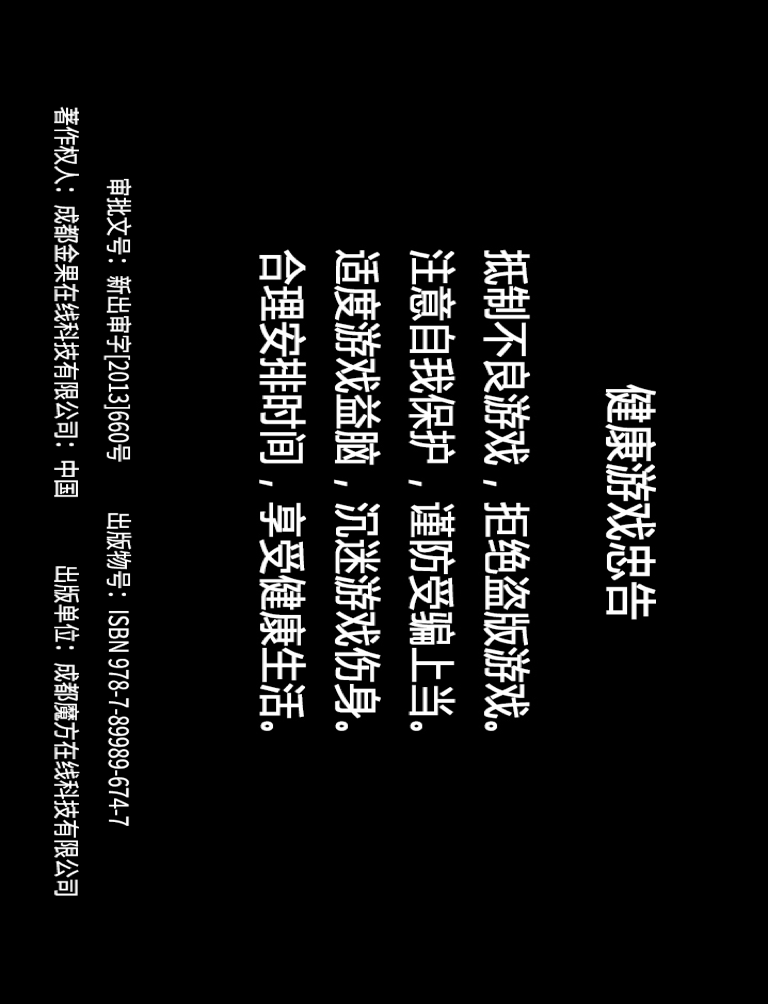 健康游戏忠告
抵制不良游戏，拒绝盗版游戏。
注意自我保护，谨防受骗上当。
适度游戏益脑，沉迷游戏伤身。
合理安排时间，享受健康生活。
审批文号：新出审字[2013]660号 出版物号：ISBN 978-7-89989-674-7
著作权人：成都金果在线科技有限公司：中国 出版单位：成都魔方在线科技有限公司